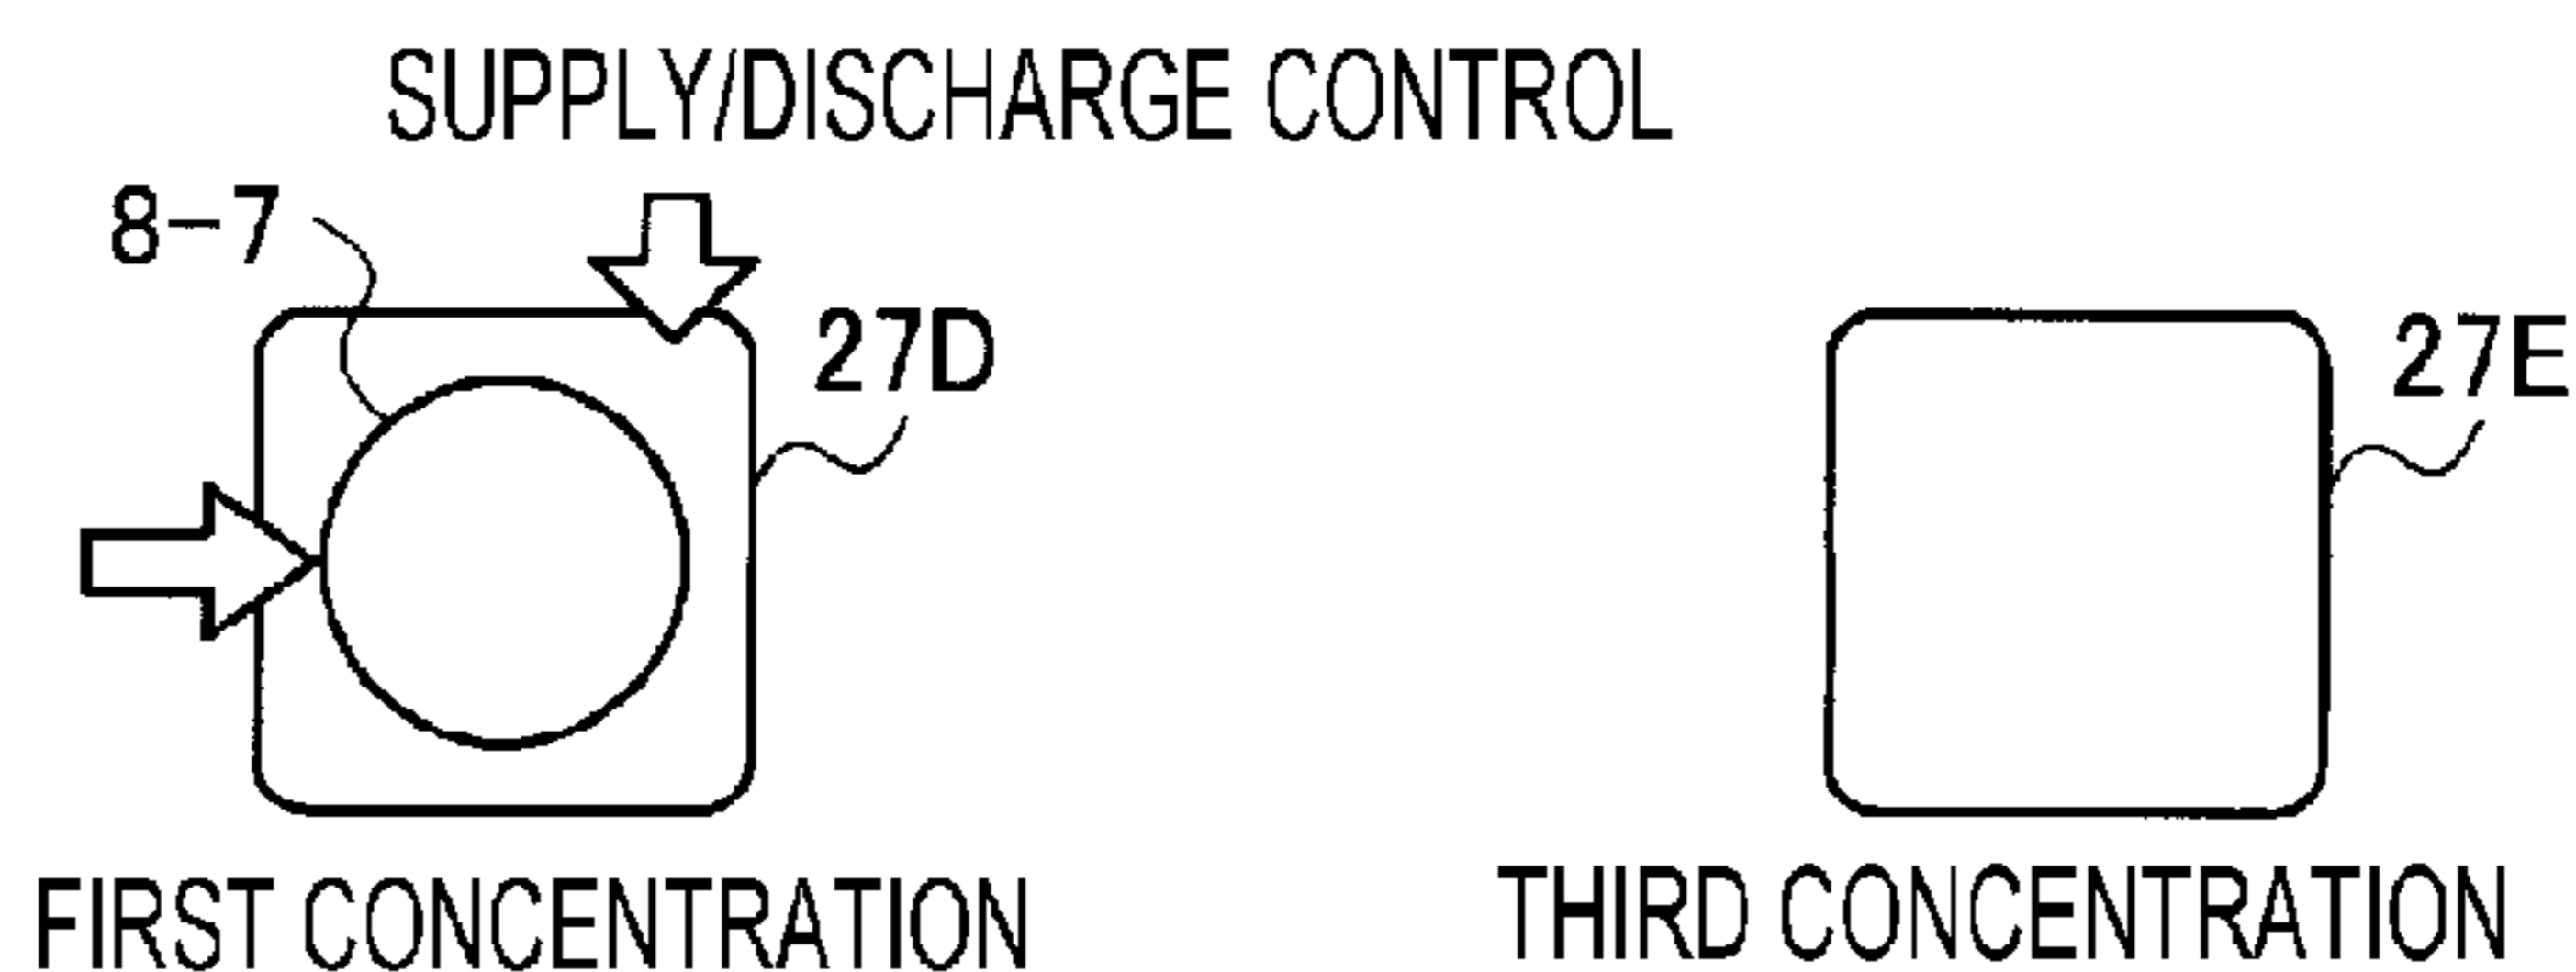 SUPPLY/DISCHARGE CONTROL
8-7
27D
27E
FIRST CONCENTRATION
THIRD CONCENTRATION